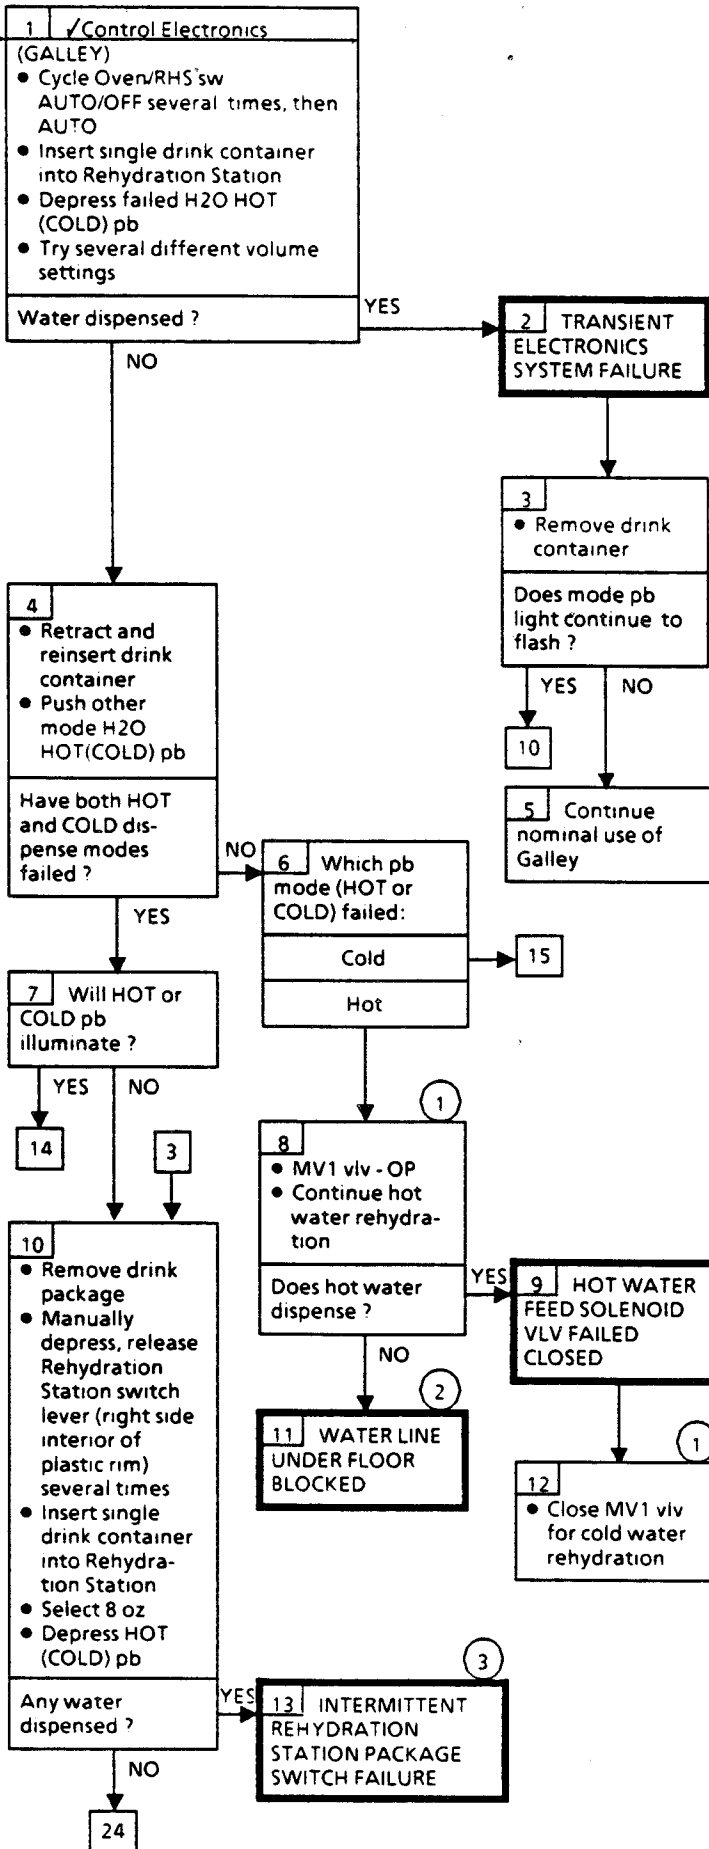 1 ✓Control Electronics
(GALLEY)
● Cycle Oven/RHS sw
AUTO/OFF several times, then
AUTO
● Insert single drink container
into Rehydration Station
● Depress failed H2O HOT
(COLD) pb
● Try several different volume
settings
Water dispensed ?
YES
NO
2 TRANSIENT
ELECTRONICS
SYSTEM FAILURE
3
● Remove drink
container
Does mode pb
light continue to
flash ?
YES NO
10
5 Continue
nominal use of
Galley
4
● Retract and
reinsert drink
container
● Push other
mode H2O
HOT(COLD) pb
Have both HOT
and COLD dis-
pense modes
failed ?
NO
YES
6 Which pb
mode (HOT or
COLD) failed:
Cold
15
Hot
7 Will HOT or
COLD pb
illuminate ?
YES NO
14
3
1
8
● MV1 vlv - OP
● Continue hot
water rehydra-
tion
Does hot water
dispense ?
YES
NO
9 HOT WATER
FEED SOLENOID
VLV FAILED
CLOSED
2
11 WATER LINE
UNDER FLOOR
BLOCKED
1
12
● Close MV1 vlv
for cold water
rehydration
10
● Remove drink
package
● Manually
depress, release
Rehydration
Station switch
lever (right side
interior of
plastic rim)
several times
● Insert single
drink container
into Rehydra-
tion Station
● Select 8 oz
● Depress HOT
(COLD) pb
Any water
dispensed ?
YES
NO
3
13 INTERMITTENT
REHYDRATION
STATION PACKAGE
SWITCH FAILURE
24